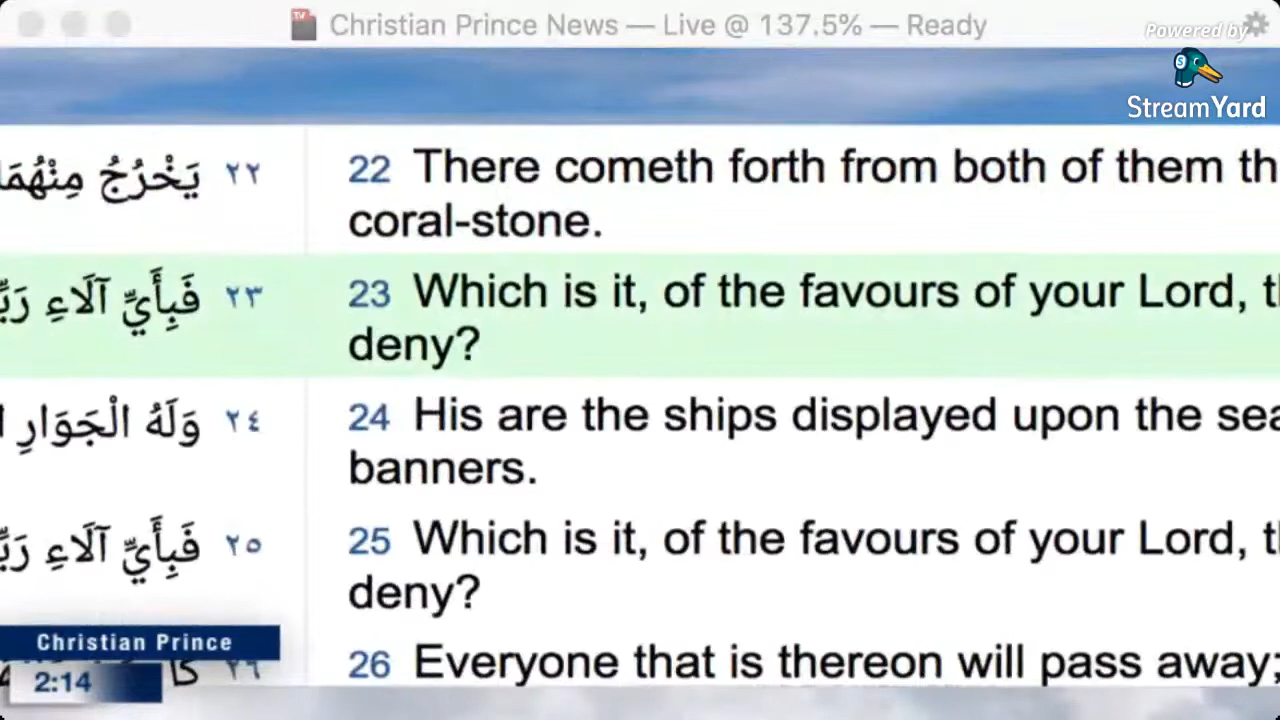 Christian Prince News — Live @ 137.5% — Ready
Powered by
StreamYard
٢٢ يَخْرُجُ مِنْهُمَا
22 There cometh forth from both of them
coral-stone.
٢٣ فَبِأَيِّ آلَاءِ
23 Which is it, of the favours of your Lord,
deny?
٢٤ وَلَهُ الْجَوَارِ
24 His are the ships displayed upon the
banners.
٢٥ فَبِأَيِّ آلَاءِ
25 Which is it, of the favours of your Lord,
deny?
٢٦
26 Everyone that is thereon will pass away;
Christian Prince
2:14